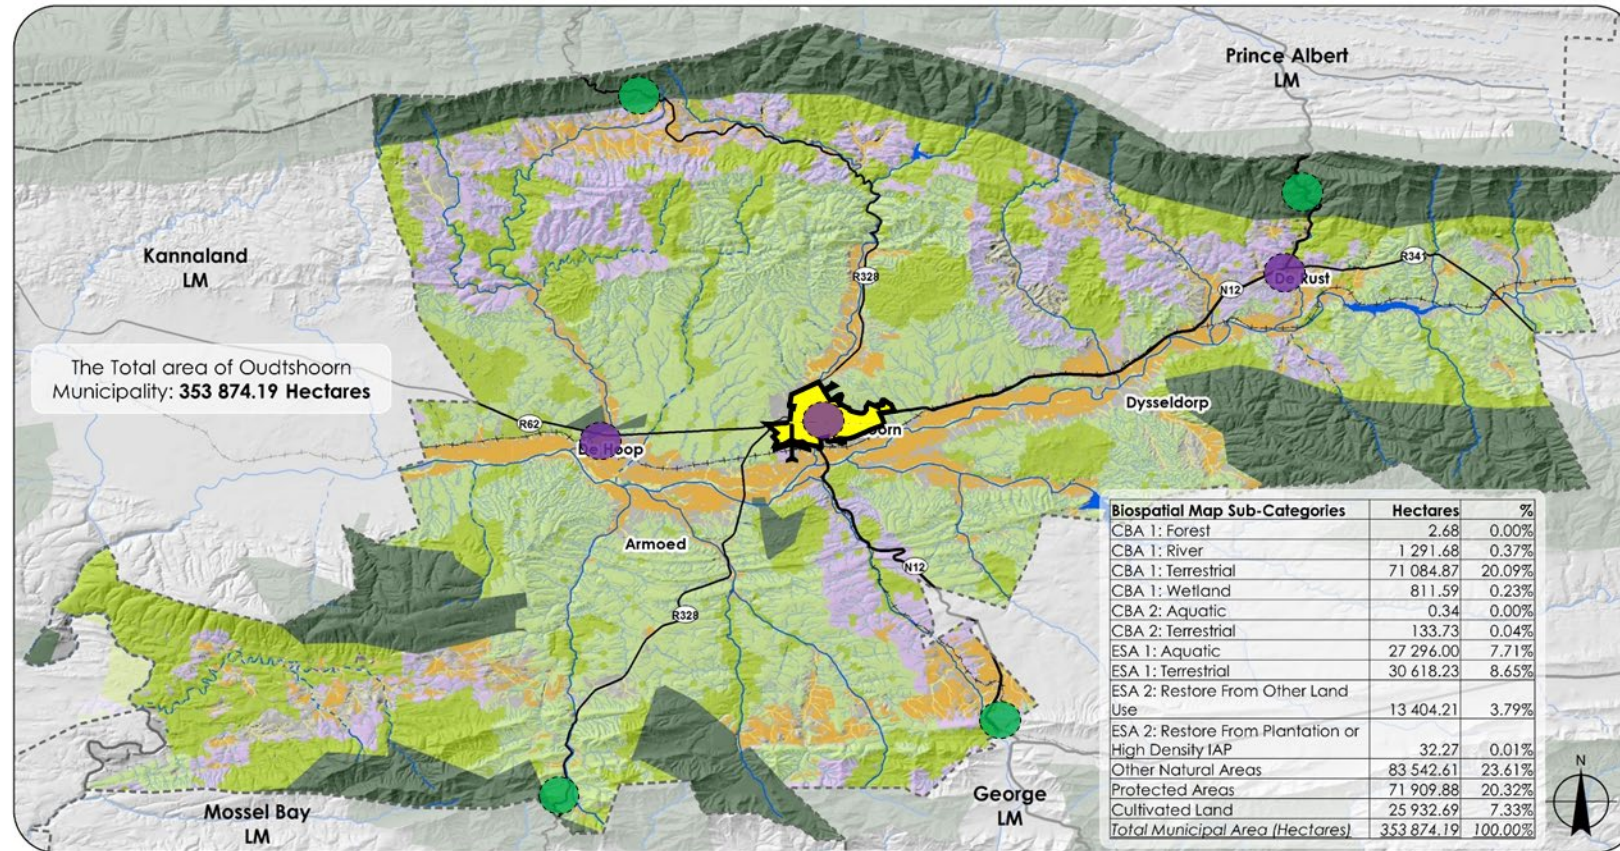 Prince Albert
LM
Kannaland
LM
R328
R341
N12
De Rust
The Total area of Oudtshoorn
Municipality: 353 874.19 Hectares
Dysseldorp
R62
De Hoop
Armoed
N12
R328
Mossel Bay
LM
George
LM
Biospatial Map Sub-Categories Hectares %
CBA 1: Forest 2.68 0.00%
CBA 1: River 1 291.68 0.37%
CBA 1: Terrestrial 71 084.87 20.09%
CBA 1: Wetland 811.59 0.23%
CBA 2: Aquatic 0.34 0.00%
CBA 2: Terrestrial 133.73 0.04%
ESA 1: Aquatic 27 296.00 7.71%
ESA 1: Terrestrial 30 618.23 8.65%
ESA 2: Restore From Other Land
Use 13 404.21 3.79%
ESA 2: Restore From Plantation or
High Density IAP 32.27 0.01%
Other Natural Areas 83 542.61 23.61%
Protected Areas 71 909.88 20.32%
Cultivated Land 25 932.69 7.33%
Total Municipal Area (Hectares) 353 874.19 100.00%
N